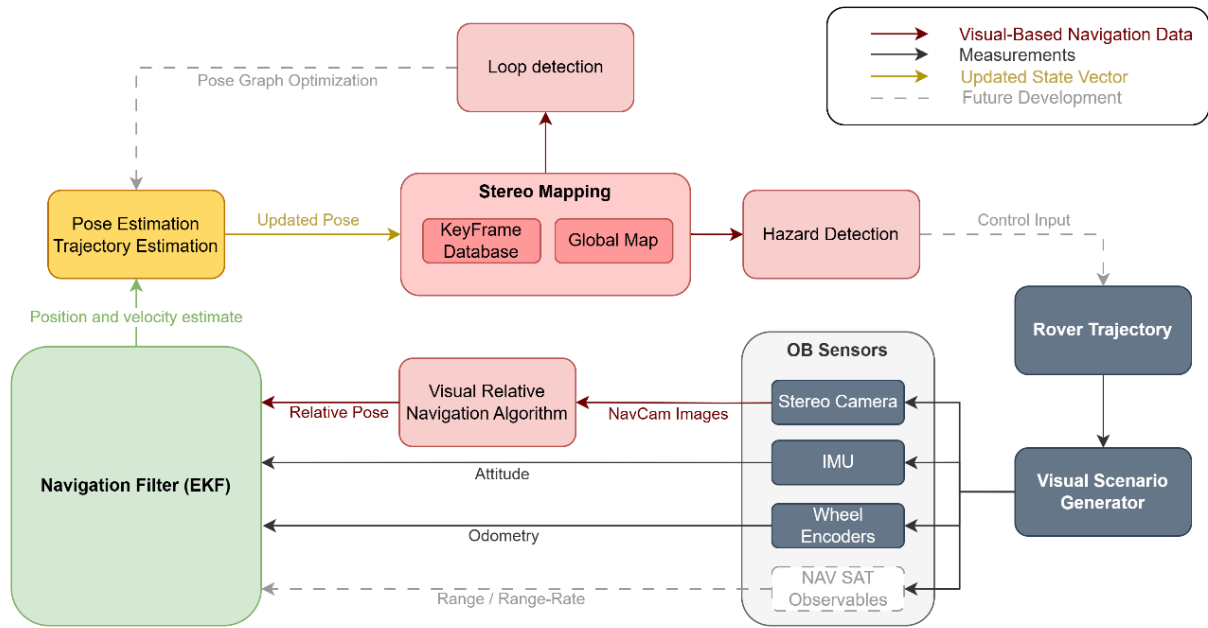 Loop detection
Pose Graph Optimization
Visual-Based Navigation Data
Measurements
Updated State Vector
Future Development
Pose Estimation
Trajectory Estimation
Updated Pose
Stereo Mapping
KeyFrame
Database
Global Map
Hazard Detection
Control Input
Rover Trajectory
Position and velocity estimate
Navigation Filter (EKF)
Relative Pose
Visual Relative
Navigation Algorithm
NavCam Images
OB Sensors
Stereo Camera
Attitude
IMU
Odometry
Wheel
Encoders
Range / Range-Rate
NAV SAT
Observables
Visual Scenario
Generator